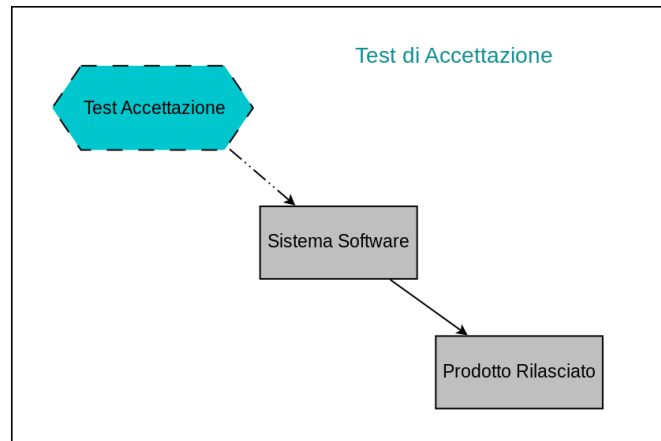 Test di Accettazione
Test Accettazione
Sistema Software
Prodotto Rilasciato